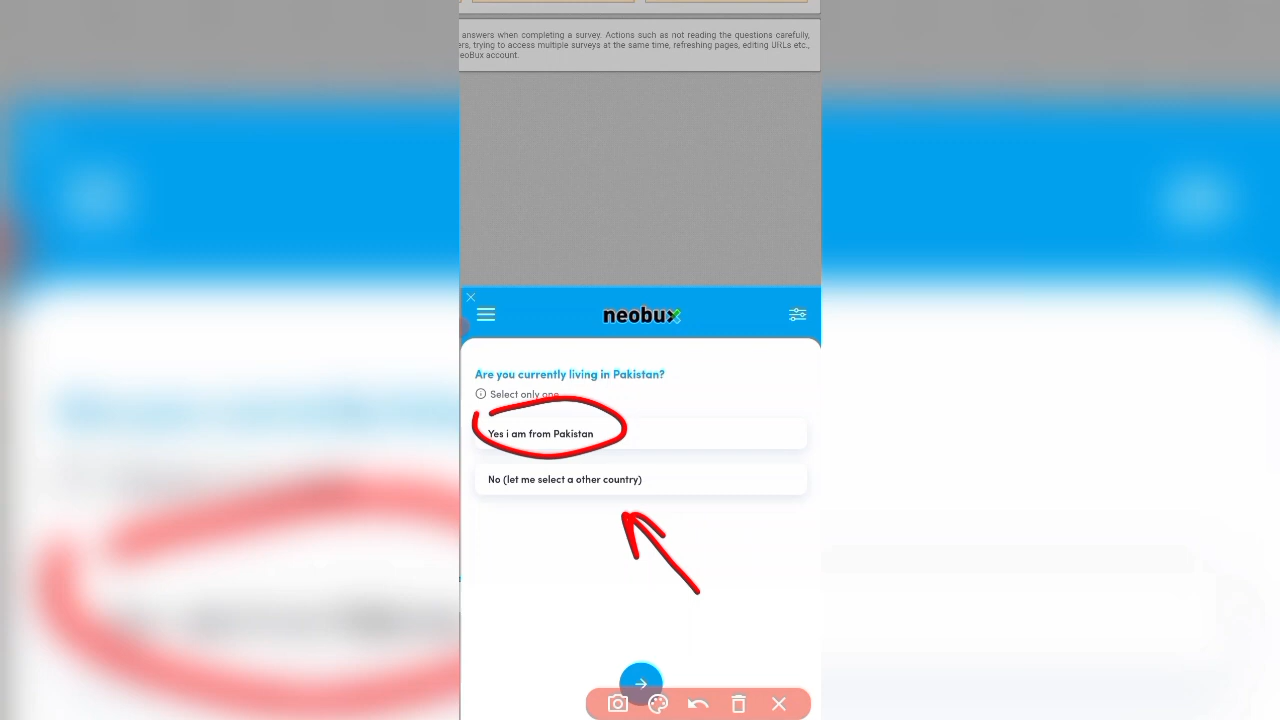 answers when completing a survey. Actions such as not reading the questions carefully,
ers, trying to access multiple surveys at the same time, refreshing pages, editing URLs etc.,
eoBux account.
neobux
Are you currently living in Pakistan?
Select only one
Yes i am from Pakistan
No (let me select a other country)